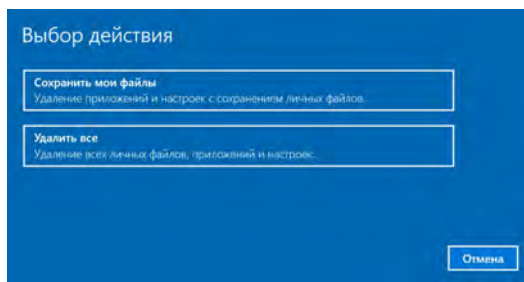 Выбор действия
Сохранить мои файлы
Удаление приложений и настроек с сохранением личных файлов.
Удалить все
Удаление всех личных файлов, приложений и настроек.
Отмена